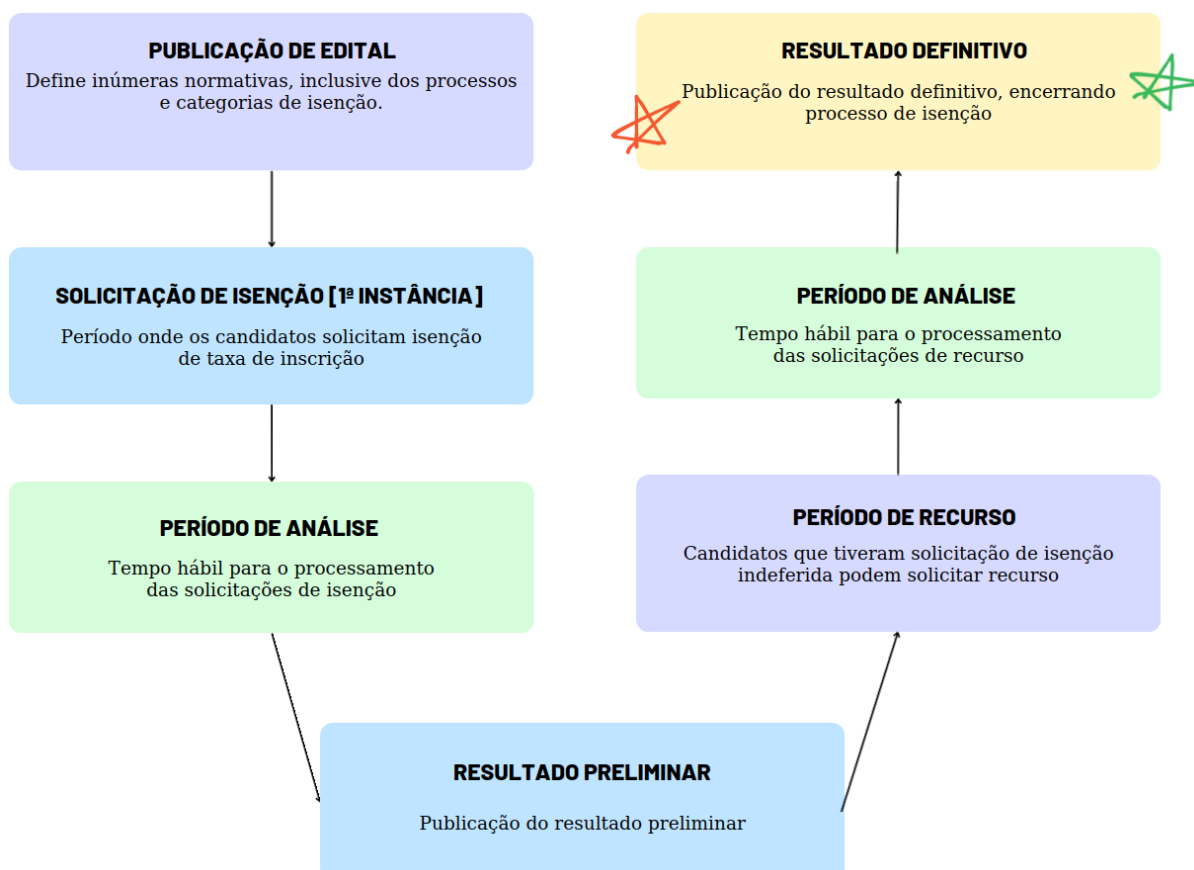 PUBLICAÇÃO DE EDITAL
Define inúmeras normativas, inclusive dos processos
e categorias de isenção.
SOLICITAÇÃO DE ISENÇÃO [1ª INSTÂNCIA]
Período onde os candidatos solicitam isenção
de taxa de inscrição
PERÍODO DE ANÁLISE
Tempo hábil para o processamento
das solicitações de isenção
RESULTADO PRELIMINAR
Publicação do resultado preliminar
PERÍODO DE RECURSO
Candidatos que tiveram solicitação de isenção
indeferida podem solicitar recurso
PERÍODO DE ANÁLISE
Tempo hábil para o processamento
das solicitações de recurso
RESULTADO DEFINITIVO
Publicação do resultado definitivo, encerrando
processo de isenção